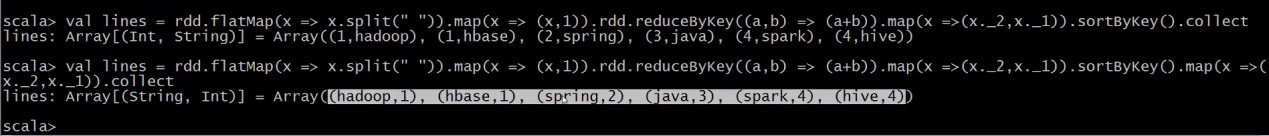 scala> val lines = rdd.flatMap(x => x.split(" ")).map(x => (x,1)).rdd.reduceByKey((a,b) => (a+b)).map(x =>(x._2,x._1)).sortByKey().collect
lines: Array[(Int, String)] = Array((1,hadoop), (1,hbase), (2,spring), (3,java), (4,spark), (4,hive))
scala> val lines = rdd.flatMap(x => x.split(" ")).map(x => (x,1)).rdd.reduceByKey((a,b) => (a+b)).map(x =>(x._2,x._1)).sortByKey().map(x =>(
x._2,x._1)).collect
lines: Array[(String, Int)] = Array((hadoop,1), (hbase,1), (spring,2), (java,3), (spark,4), (hive,4))
scala>